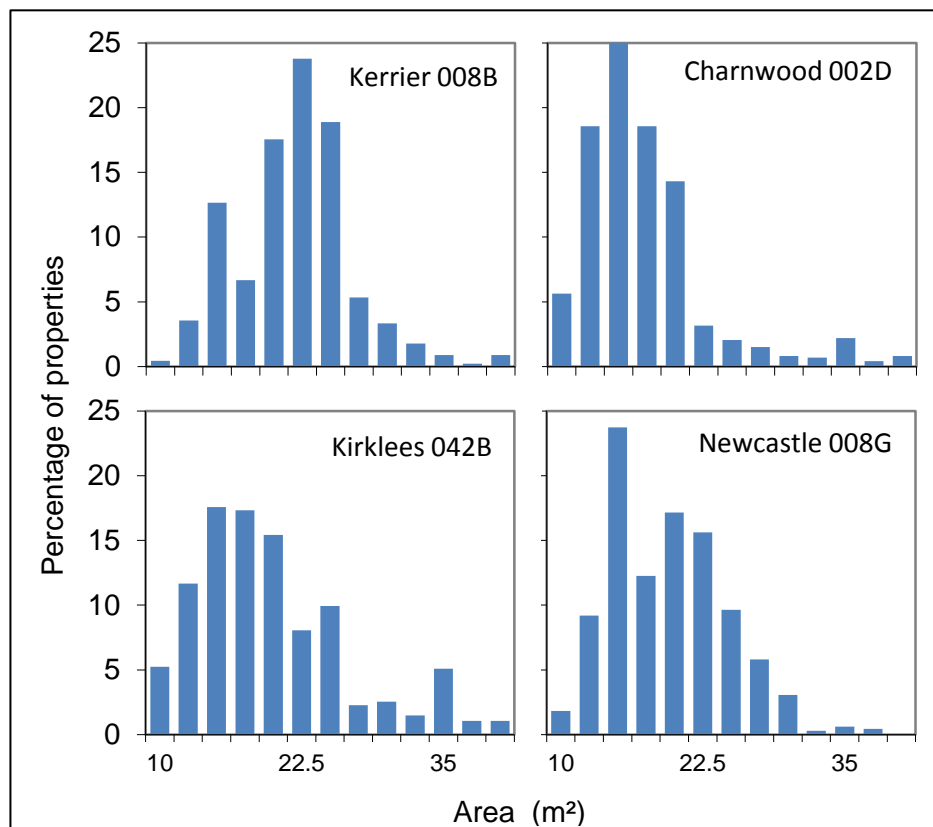 Percentage of properties
25
20
15
10
5
0
Kerrier 008B
Charnwood 002D
25
20
15
10
5
0
Kirklees 042B
Newcastle 008G
10 22.5 35
10 22.5 35
Area (m²)